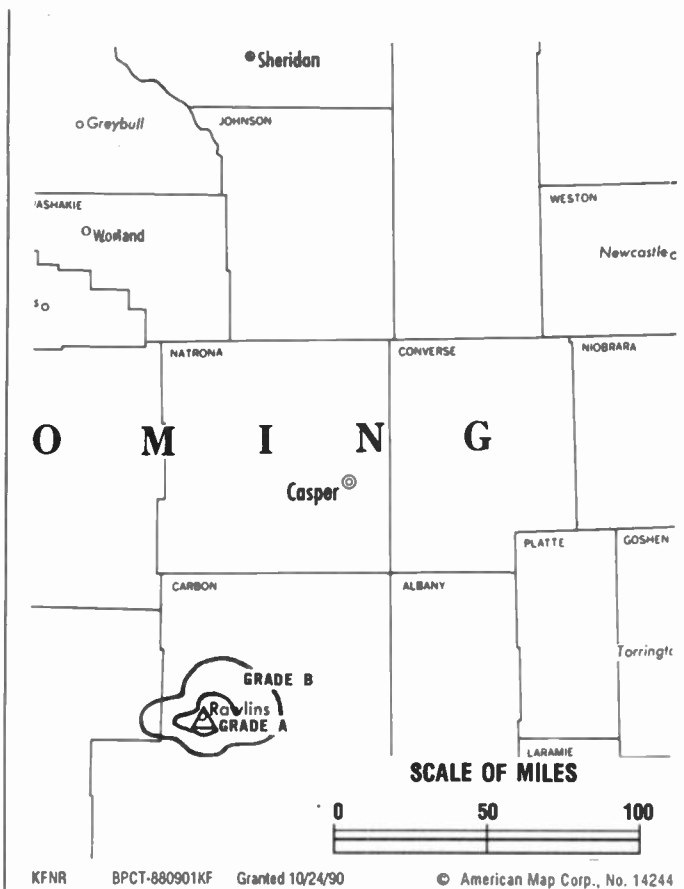 Sheridan
Greybull
JOHNSON
WASHAKIE
WESTON
Worland
Newcastle
s
NATRONA
CONVERSE
NIOBRARA
O M I N G
Casper
PLATTE
GOSHEN
CARBON
ALBANY
Torringto
GRADE B
Rawlins
GRADE A
LARAMIE
SCALE OF MILES
0 50 100
KFNR BPCT-880901KF Granted 10/24/90 © American Map Corp., No. 14244